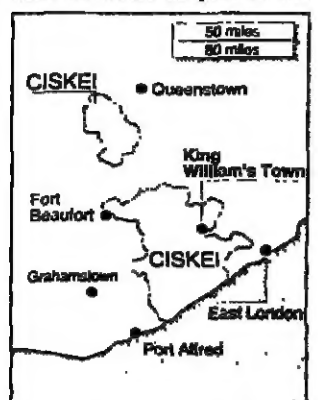 50 miles
80 miles
CISKEI
Queenstown
King
William's Town
Fort
Beaufort
CISKEI
Grahamstown
East London
Port Alfred